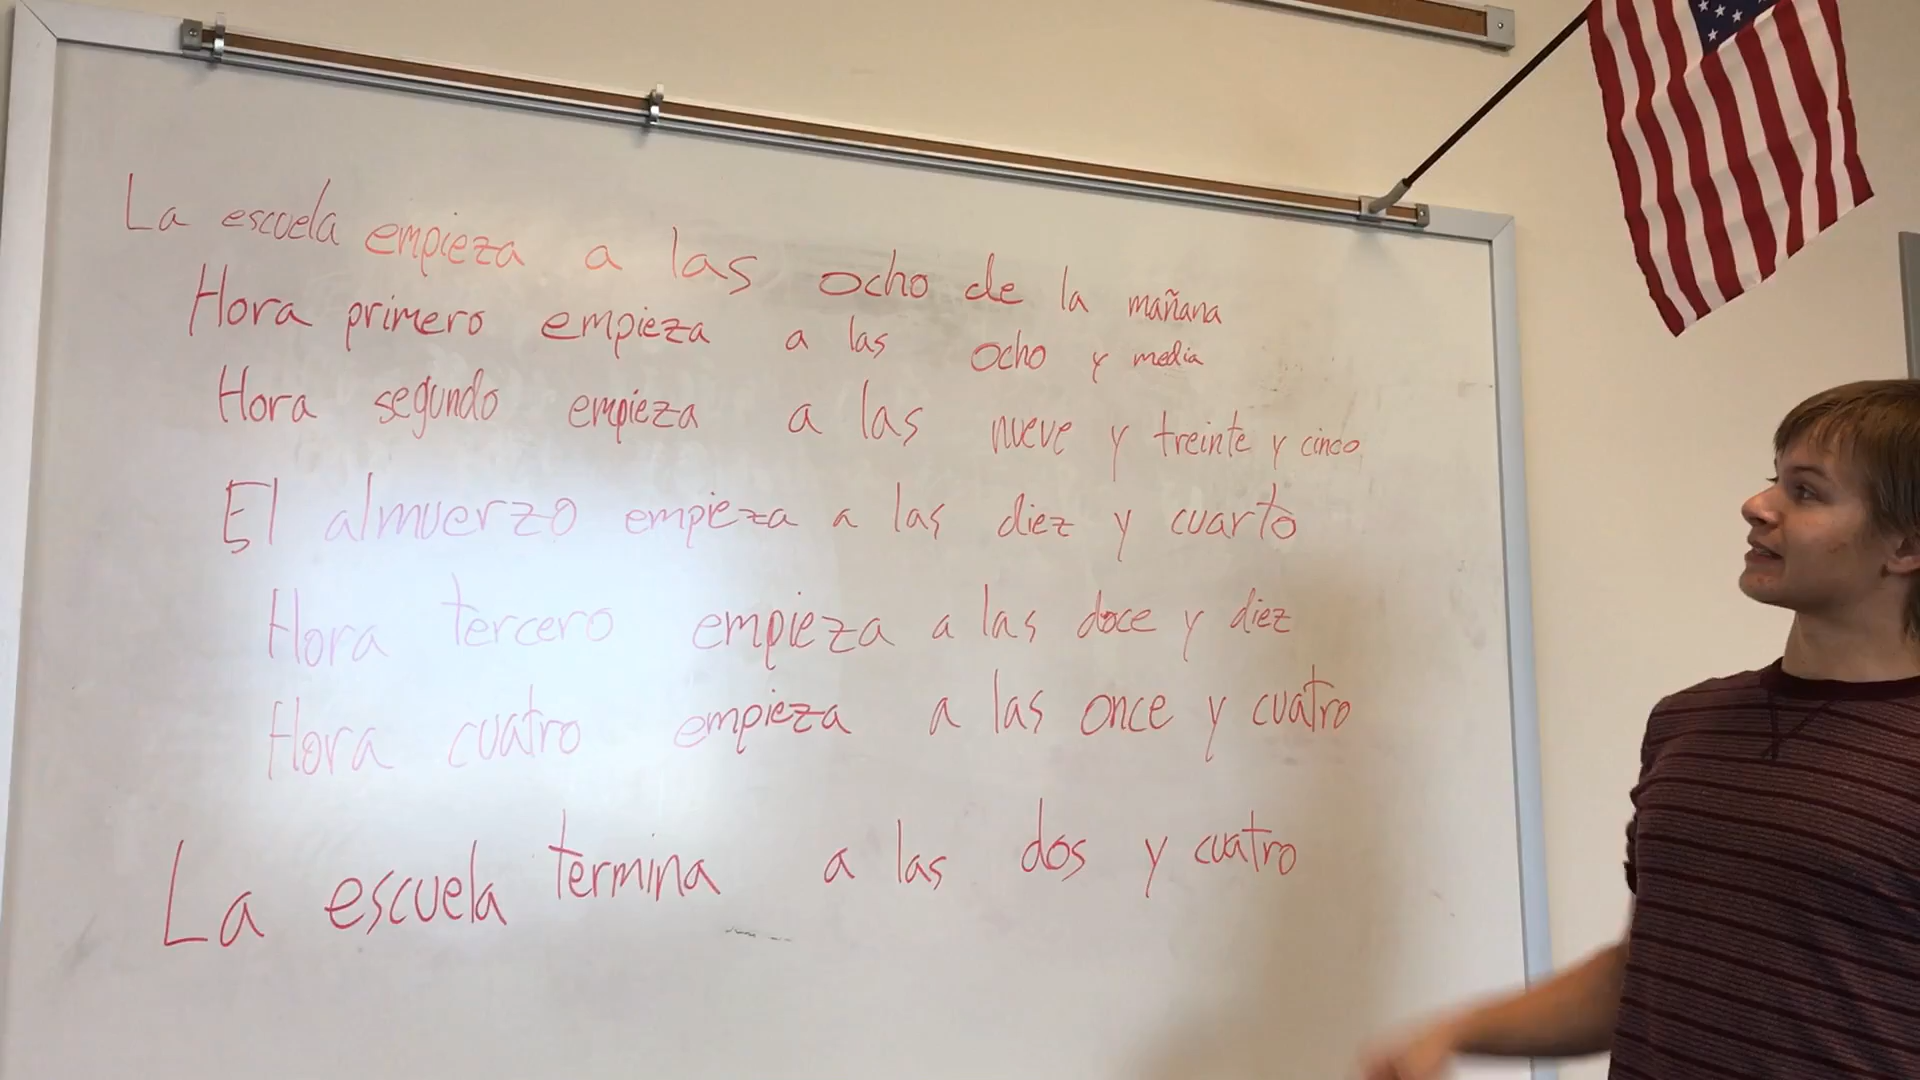 La escuela empieza a las ocho de la mañana
Hora primero empieza a las ocho y media
Hora segundo empieza a las nueve y treinte y cinco
El almuerzo empieza a las diez y cuarto
Hora tercero empieza a las doce y diez
Hora cuatro empieza a las once y cuatro
La escuela termina a las dos y cuatro